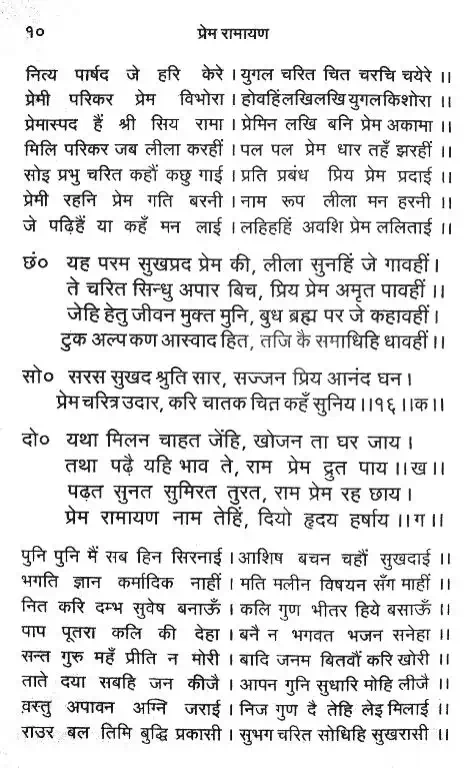 १०
प्रेम रामायण
नित्य पार्षद जे हरि केरे । युगल चरित चित चरचि चयेरे ।।
प्रेमी परिकर प्रेम विभोरा । होवहिंलखिलखि युगलकिशोरा ।
प्रेमास्पद हैं श्री सिय रामा । प्रेमिन लखि बनि प्रेम अकामा ।।
मिलि परिकर जब लीला करहीं । पल पल प्रेम धार तहँ झरहीं ।।
सोइ प्रभु चरित कहौं कछु गाई । प्रति प्रबंध प्रिय प्रेम प्रदाई ।।
प्रेमी रहनि प्रेम गति बरनी । नाम रूप लीला मन हरनी ।।
जे पढ़िहैं या कहँ मन लाई । लहिहहिं अवशि प्रेम ललिताई ।।
छं० यह परम सुखप्रद प्रेम की, लीला सुनहिं जे गावहीं ।
ते चरित सिन्धु अपार बिच, प्रिय प्रेम अमृत पावहीं ।।
जेहि हेतु जीवन मुक्त मुनि, बुध ब्रह्म पर जे कहावहीं ।
टुक अल्प कण आस्वाद हित, तजि कै समाधिहि धावहीं ।।
सो० सरस सुखद श्रुति सार, सज्जन प्रिय आनंद घन ।
प्रेम चरित्र उदार, करि चातक चित कहँ सुनिय ।।१६ ।।क ।।
दो० यथा मिलन चाहत जेंहि, खोजन ता घर जाय ।
तथा पढ़ै यहि भाव ते, राम प्रेम द्रुत पाय ।।ख ।।
पढ़त सुनत सुमिरत तुरत, राम प्रेम रह छाय ।
प्रेम रामायण नाम तेहिं, दियो हृदय हर्षाय ।।ग ।।
पुनि पुनि मैं सब हिन सिरनाई । आशिष बचन चहौं सुखदाई ।।
भगति ज्ञान कर्मादिक नाहीं । मति मलीन विषयन सँग माहीं ।।
नित करि दम्भ सुवेष बनाऊँ । कलि गुण भीतर हिये बसाऊँ ।।
पाप पूतरा कलि की देहा । बनै न भगवत भजन सनेहा ।।
सन्त गुरु महँ प्रीति न मोरी । बादि जनम बितवौं करि खोरी ।।
ताते दया सबहि जन कीजै । आपन गुनि सुधारि मोहि लीजै ।।
वस्तु अपावन अग्नि जराई । निज गुण दै तेहि लेइ मिलाई ।।
राउर बल तिमि बुद्धि प्रकासी । सुभग चरित सोधिहि सुखरासी ।।